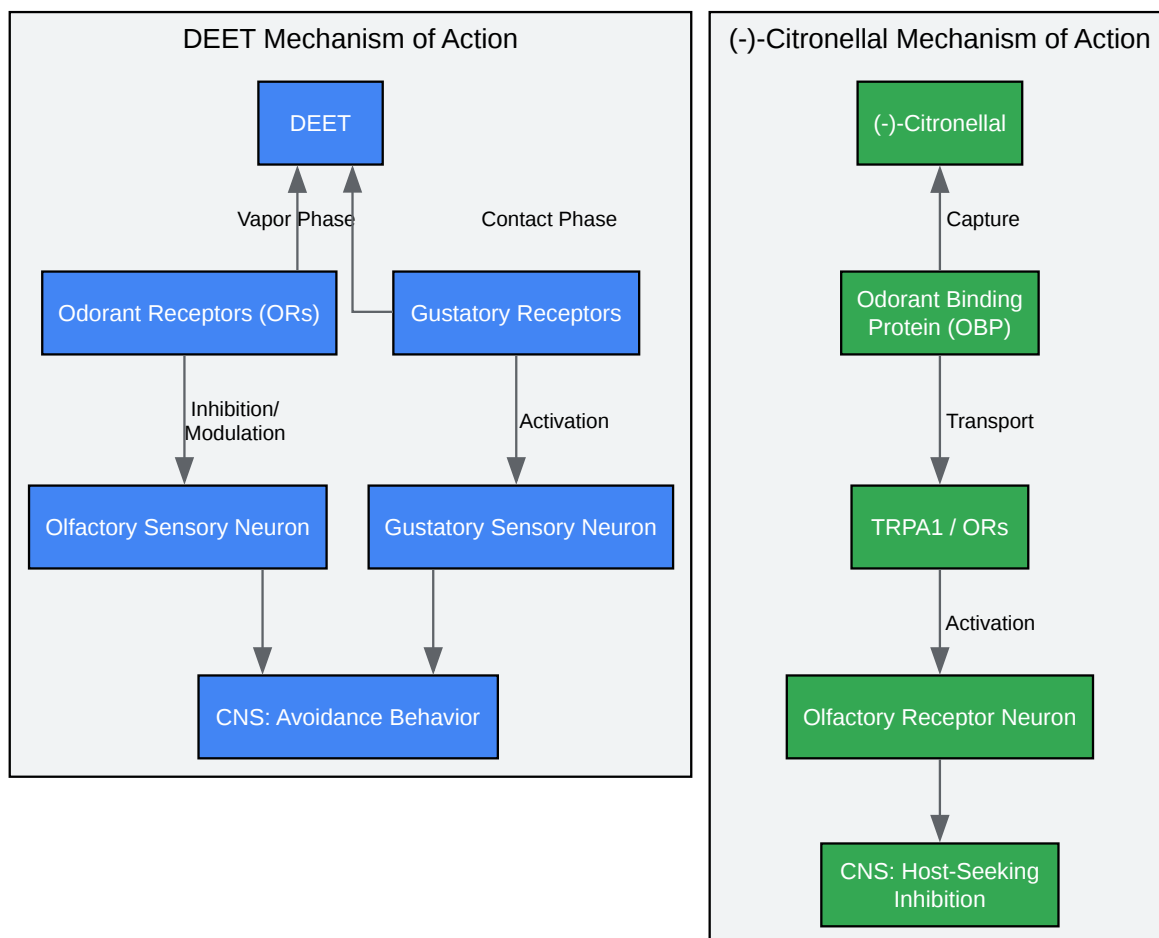 DEET Mechanism of Action
DEET
Vapor Phase
Contact Phase
Odorant Receptors (ORs)
Gustatory Receptors
Inhibition/
Modulation
Activation
Olfactory Sensory Neuron
Gustatory Sensory Neuron
CNS: Avoidance Behavior
(-)-Citronellal Mechanism of Action
(-)-Citronellal
Capture
Odorant Binding
Protein (OBP)
Transport
TRPA1 / ORs
Activation
Olfactory Receptor Neuron
CNS: Host-Seeking
Inhibition